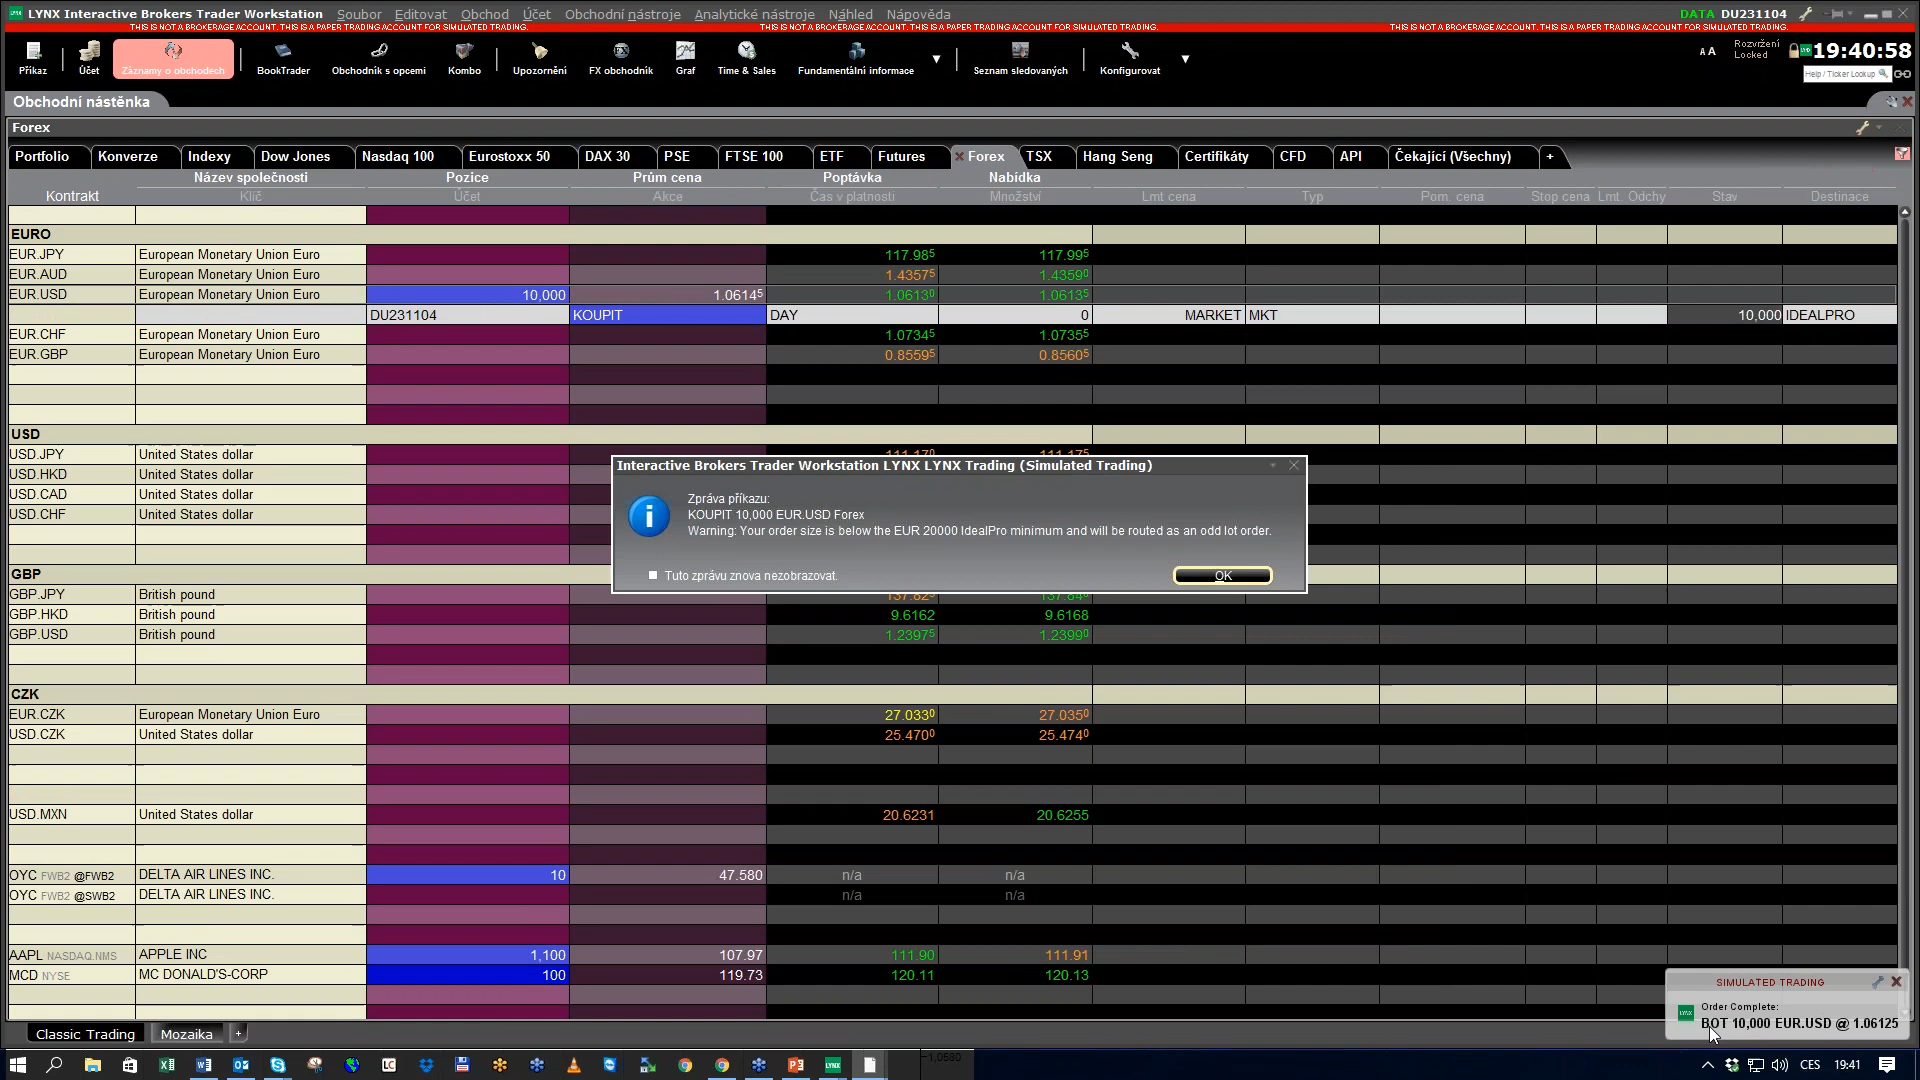 LYNX Interactive Brokers Trader Workstation Soubor Editovat Obchod Účet Obchodní nástroje Analytické nástroje Náhled Nápověda DATA DU231104
THIS IS NOT A BROKERAGE ACCOUNT. THIS IS A PAPER TRADING ACCOUNT FOR SIMULATED TRADING.
Příkaz Účet Záznamy o obchodech BookTrader Obchodník s opcemi Kombo Upozornění FX obchodník Graf Time & Sales Fundamentální informace Seznam sledovaných Konfigurovat
A A Rozvržení Locked LYNX 19:40:58
Help / Ticker Lookup
Obchodní nástěnka
Forex
Portfolio Konverze Indexy Dow Jones Nasdaq 100 Eurostoxx 50 DAX 30 PSE FTSE 100 ETF Futures Forex TSX Hang Seng Certifikáty CFD API Čekající (Všechny) +
Název společnosti Pozice Prům cena Poptávka Nabídka
Kontrakt Klíč Účet Akce Čas v platnosti Množství Lmt cena Typ Pom. cena Stop cena Lmt Odchy Stav Destinace
EURO
EUR.JPY European Monetary Union Euro 117.985 117.995
EUR.AUD European Monetary Union Euro 1.43575 1.43590
EUR.USD European Monetary Union Euro 10,000 1.06145 1.06130 1.06135
DU231104 KOUPIT DAY 0 MARKET MKT 10,000 IDEALPRO
EUR.CHF European Monetary Union Euro 1.07345 1.07355
EUR.GBP European Monetary Union Euro 0.85595 0.85605
USD
USD.JPY United States dollar
USD.HKD United States dollar
USD.CAD United States dollar
USD.CHF United States dollar
Interactive Brokers Trader Workstation LYNX LYNX Trading (Simulated Trading)
Zpráva příkazu:
KOUPIT 10,000 EUR.USD Forex
Warning: Your order size is below the EUR 20000 IdealPro minimum and will be routed as an odd lot order.
Tuto zprávu znova nezobrazovat. OK
GBP
GBP.JPY British pound
GBP.HKD British pound 9.6162 9.6168
GBP.USD British pound 1.23975 1.23990
CZK
EUR.CZK European Monetary Union Euro 27.0330 27.0350
USD.CZK United States dollar 25.4700 25.4740
USD.MXN United States dollar 20.6231 20.6255
OYC FWB2 @FWB2 DELTA AIR LINES INC. 10 47.580 n/a n/a
OYC FWB2 @SWB2 DELTA AIR LINES INC. n/a n/a
AAPL NASDAQ.NMS APPLE INC 1,100 107.97 111.90 111.91
MCD NYSE MC DONALD'S-CORP 100 119.73 120.11 120.13
SIMULATED TRADING
Order Complete:
BOT 10,000 EUR.USD @ 1.06125
Classic Trading Mozaika +
1,0580 CES 19:41